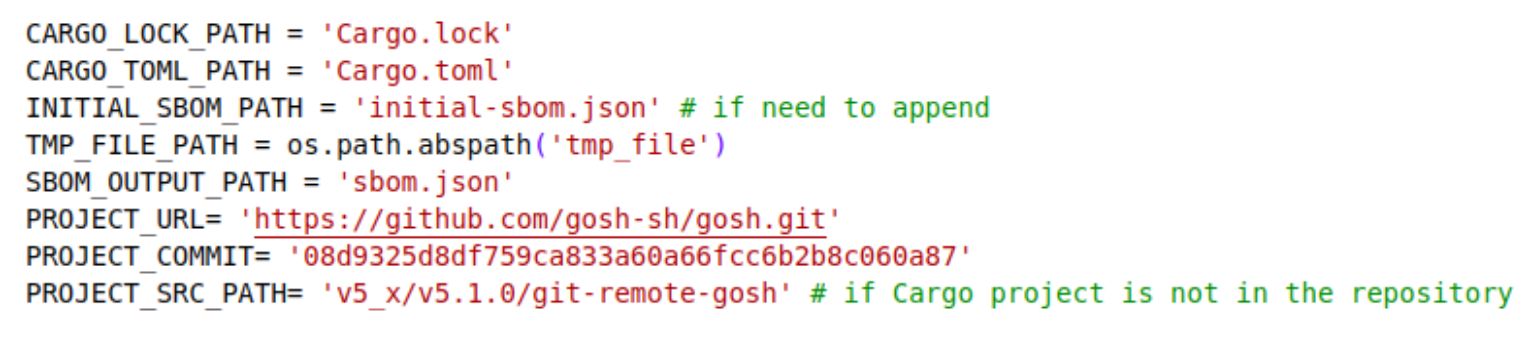 CARGO_LOCK_PATH = 'Cargo.lock'
CARGO_TOML_PATH = 'Cargo.toml'
INITIAL_SBOM_PATH = 'initial-sbom.json' # if need to append
TMP_FILE_PATH = os.path.abspath('tmp_file')
SBOM_OUTPUT_PATH = 'sbom.json'
PROJECT_URL= 'https://github.com/gosh-sh/gosh.git'
PROJECT_COMMIT= '08d9325d8df759ca833a60a66fcc6b2b8c060a87'
PROJECT_SRC_PATH= 'v5_x/v5.1.0/git-remote-gosh' # if Cargo project is not in the repository